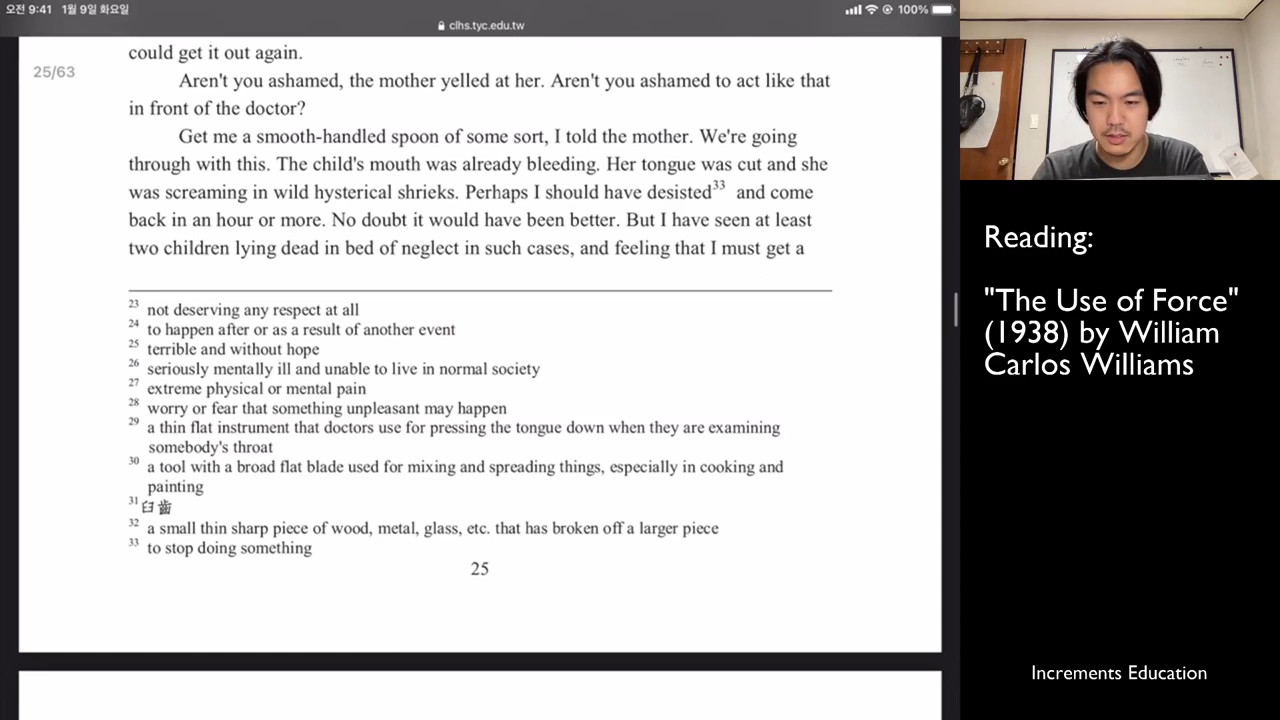 오전 9:41 1월 9일 화요일
100%
clhs.tyc.edu.tw
25/63
could get it out again.
Aren't you ashamed, the mother yelled at her. Aren't you ashamed to act like that
in front of the doctor?
Get me a smooth-handled spoon of some sort, I told the mother. We're going
through with this. The child's mouth was already bleeding. Her tongue was cut and she
was screaming in wild hysterical shrieks. Perhaps I should have desisted33 and come
back in an hour or more. No doubt it would have been better. But I have seen at least
two children lying dead in bed of neglect in such cases, and feeling that I must get a
23 not deserving any respect at all
24 to happen after or as a result of another event
25 terrible and without hope
26 seriously mentally ill and unable to live in normal society
27 extreme physical or mental pain
28 worry or fear that something unpleasant may happen
29 a thin flat instrument that doctors use for pressing the tongue down when they are examining
somebody's throat
30 a tool with a broad flat blade used for mixing and spreading things, especially in cooking and
painting
31 臼齒
32 a small thin sharp piece of wood, metal, glass, etc. that has broken off a larger piece
33 to stop doing something
25
Reading:
"The Use of Force"
(1938) by William
Carlos Williams
Increments Education